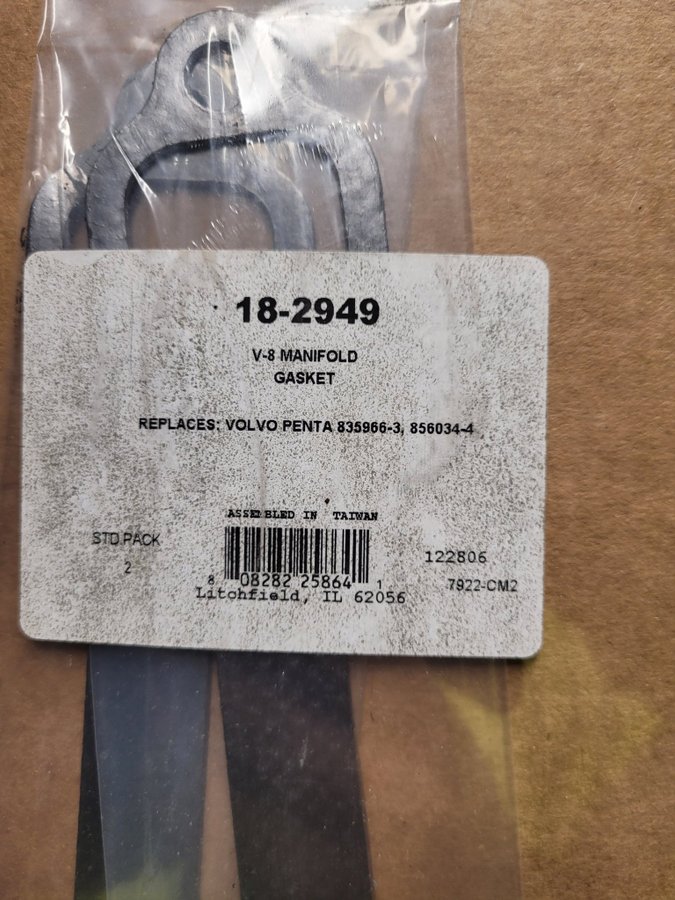 18-2949
V-8 MANIFOLD
GASKET
REPLACES: VOLVO PENTA 835966-3, 856034-4
ASSEMBLED IN TAIWAN
STD.PACK
2
8 08282 25864 1
Litchfield, IL 62056
122806
7922-CM2